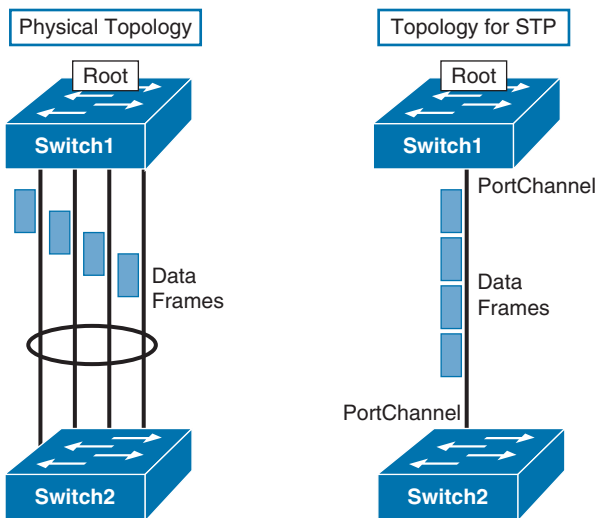 Physical Topology
Root
Switch1
Data
Frames
Switch2
Topology for STP
Root
Switch1
PortChannel
Data
Frames
PortChannel
Switch2